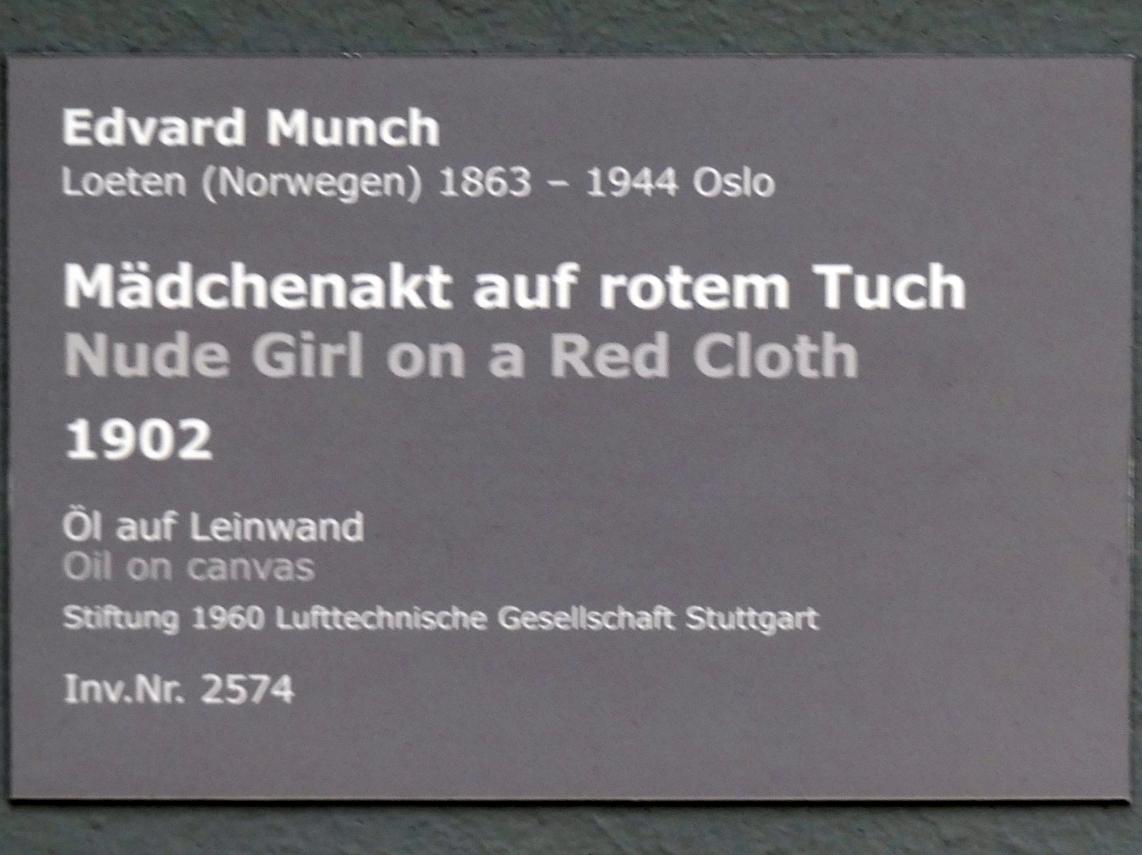 Edvard Munch
Loeten (Norwegen) 1863 – 1944 Oslo
Mädchenakt auf rotem Tuch
Nude Girl on a Red Cloth
1902
Öl auf Leinwand
Oil on canvas
Stiftung 1960 Lufttechnische Gesellschaft Stuttgart
Inv.Nr. 2574